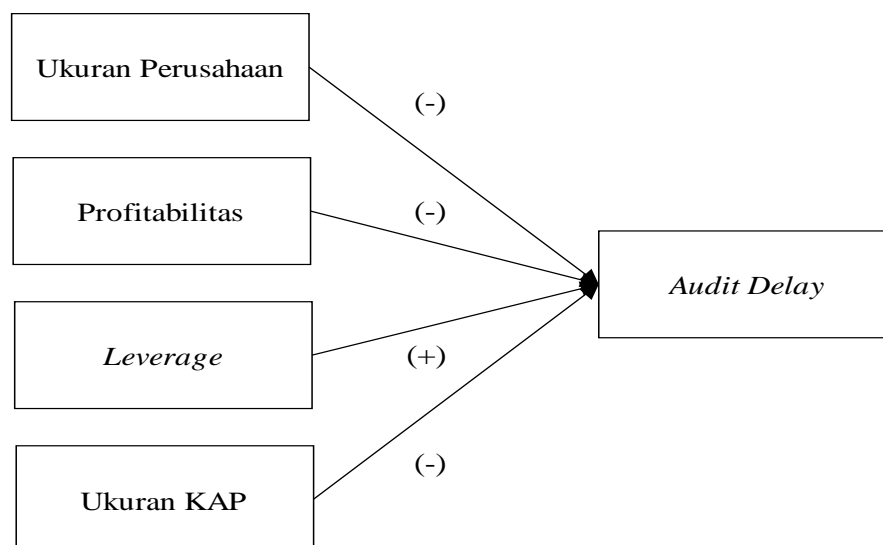 Ukuran Perusahaan
(-)
Profitabilitas
(-)
Audit Delay
Leverage
(+)
(-)
Ukuran KAP